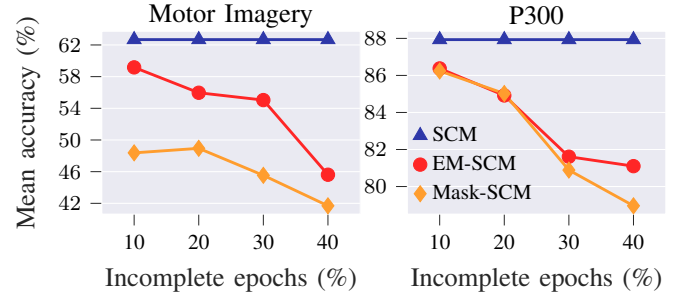 Motor Imagery
P300
Mean accuracy (%)
62
58
54
50
46
42
10 20 30 40
Incomplete epochs (%)
88
86
84
82
80
SCM
EM-SCM
Mask-SCM
10 20 30 40
Incomplete epochs (%)